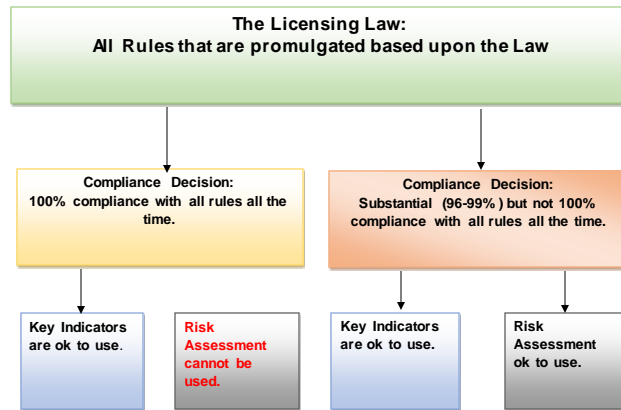 The Licensing Law:
All Rules that are promulgated based upon the Law
Compliance Decision:
100% compliance with all rules all the
time.
Compliance Decision:
Substantial (96-99%) but not 100%
compliance with all rules all the time.
Key Indicators
are ok to use.
Risk
Assessment
cannot be
used.
Key Indicators
are ok to use.
Risk
Assessment
ok to use.